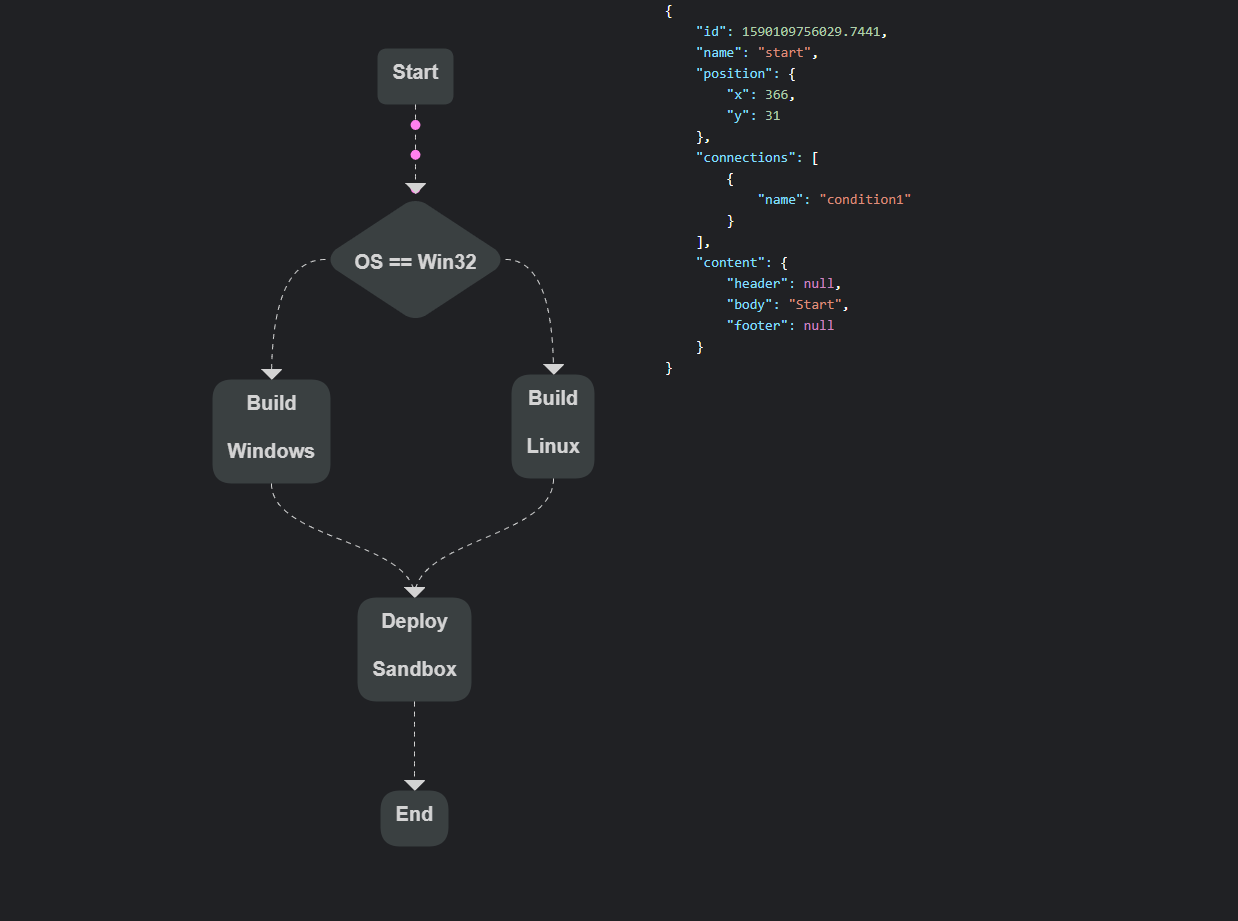 Start
OS == Win32
Build
Windows
Build
Linux
Deploy
Sandbox
End
{
    "id": 1590109756029.7441,
    "name": "start",
    "position": {
        "x": 366,
        "y": 31
    },
    "connections": [
        {
            "name": "condition1"
        }
    ],
    "content": {
        "header": null,
        "body": "Start",
        "footer": null
    }
}